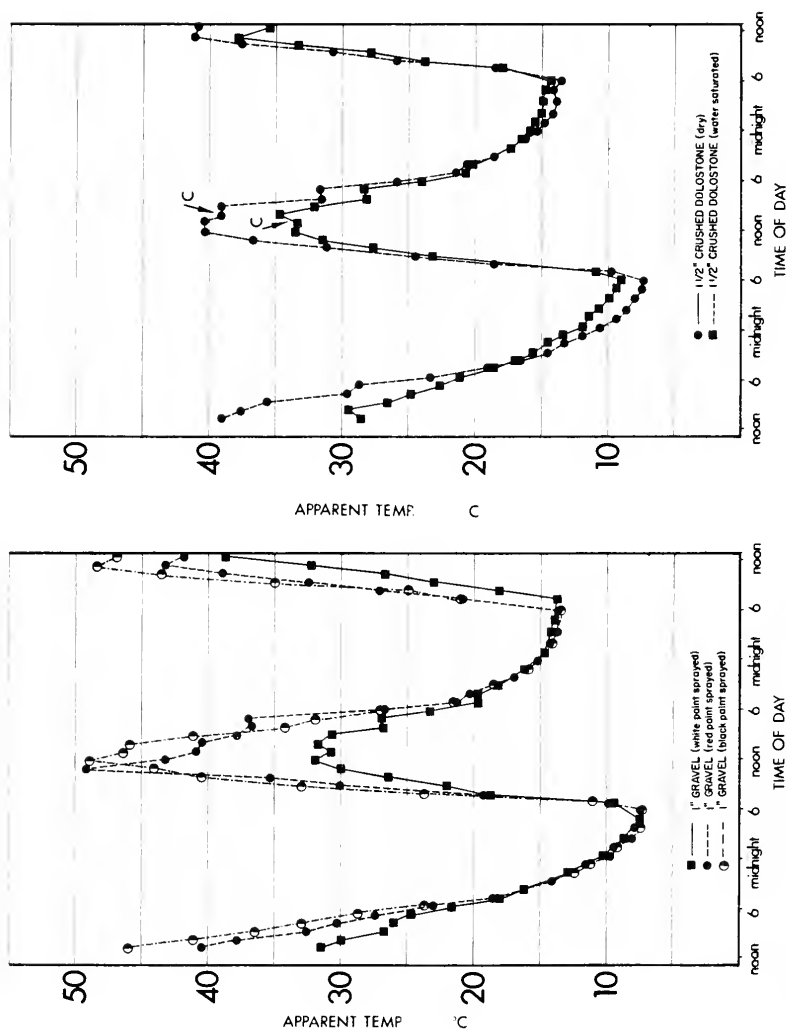 50
40
30
20
10
APPARENT TEMP. C
noon
6
midnight
6
noon
6
midnight
6
noon
TIME OF DAY
C
C
1 1/2" CRUSHED DOLOSTONE (dry)
1 1/2" CRUSHED DOLOSTONE (water saturated)
50
40
30
20
10
APPARENT TEMP °C
noon
6
midnight
6
noon
6
midnight
6
noon
TIME OF DAY
1" GRAVEL (white paint sprayed)
1" GRAVEL (red paint sprayed)
1" GRAVEL (black paint sprayed)